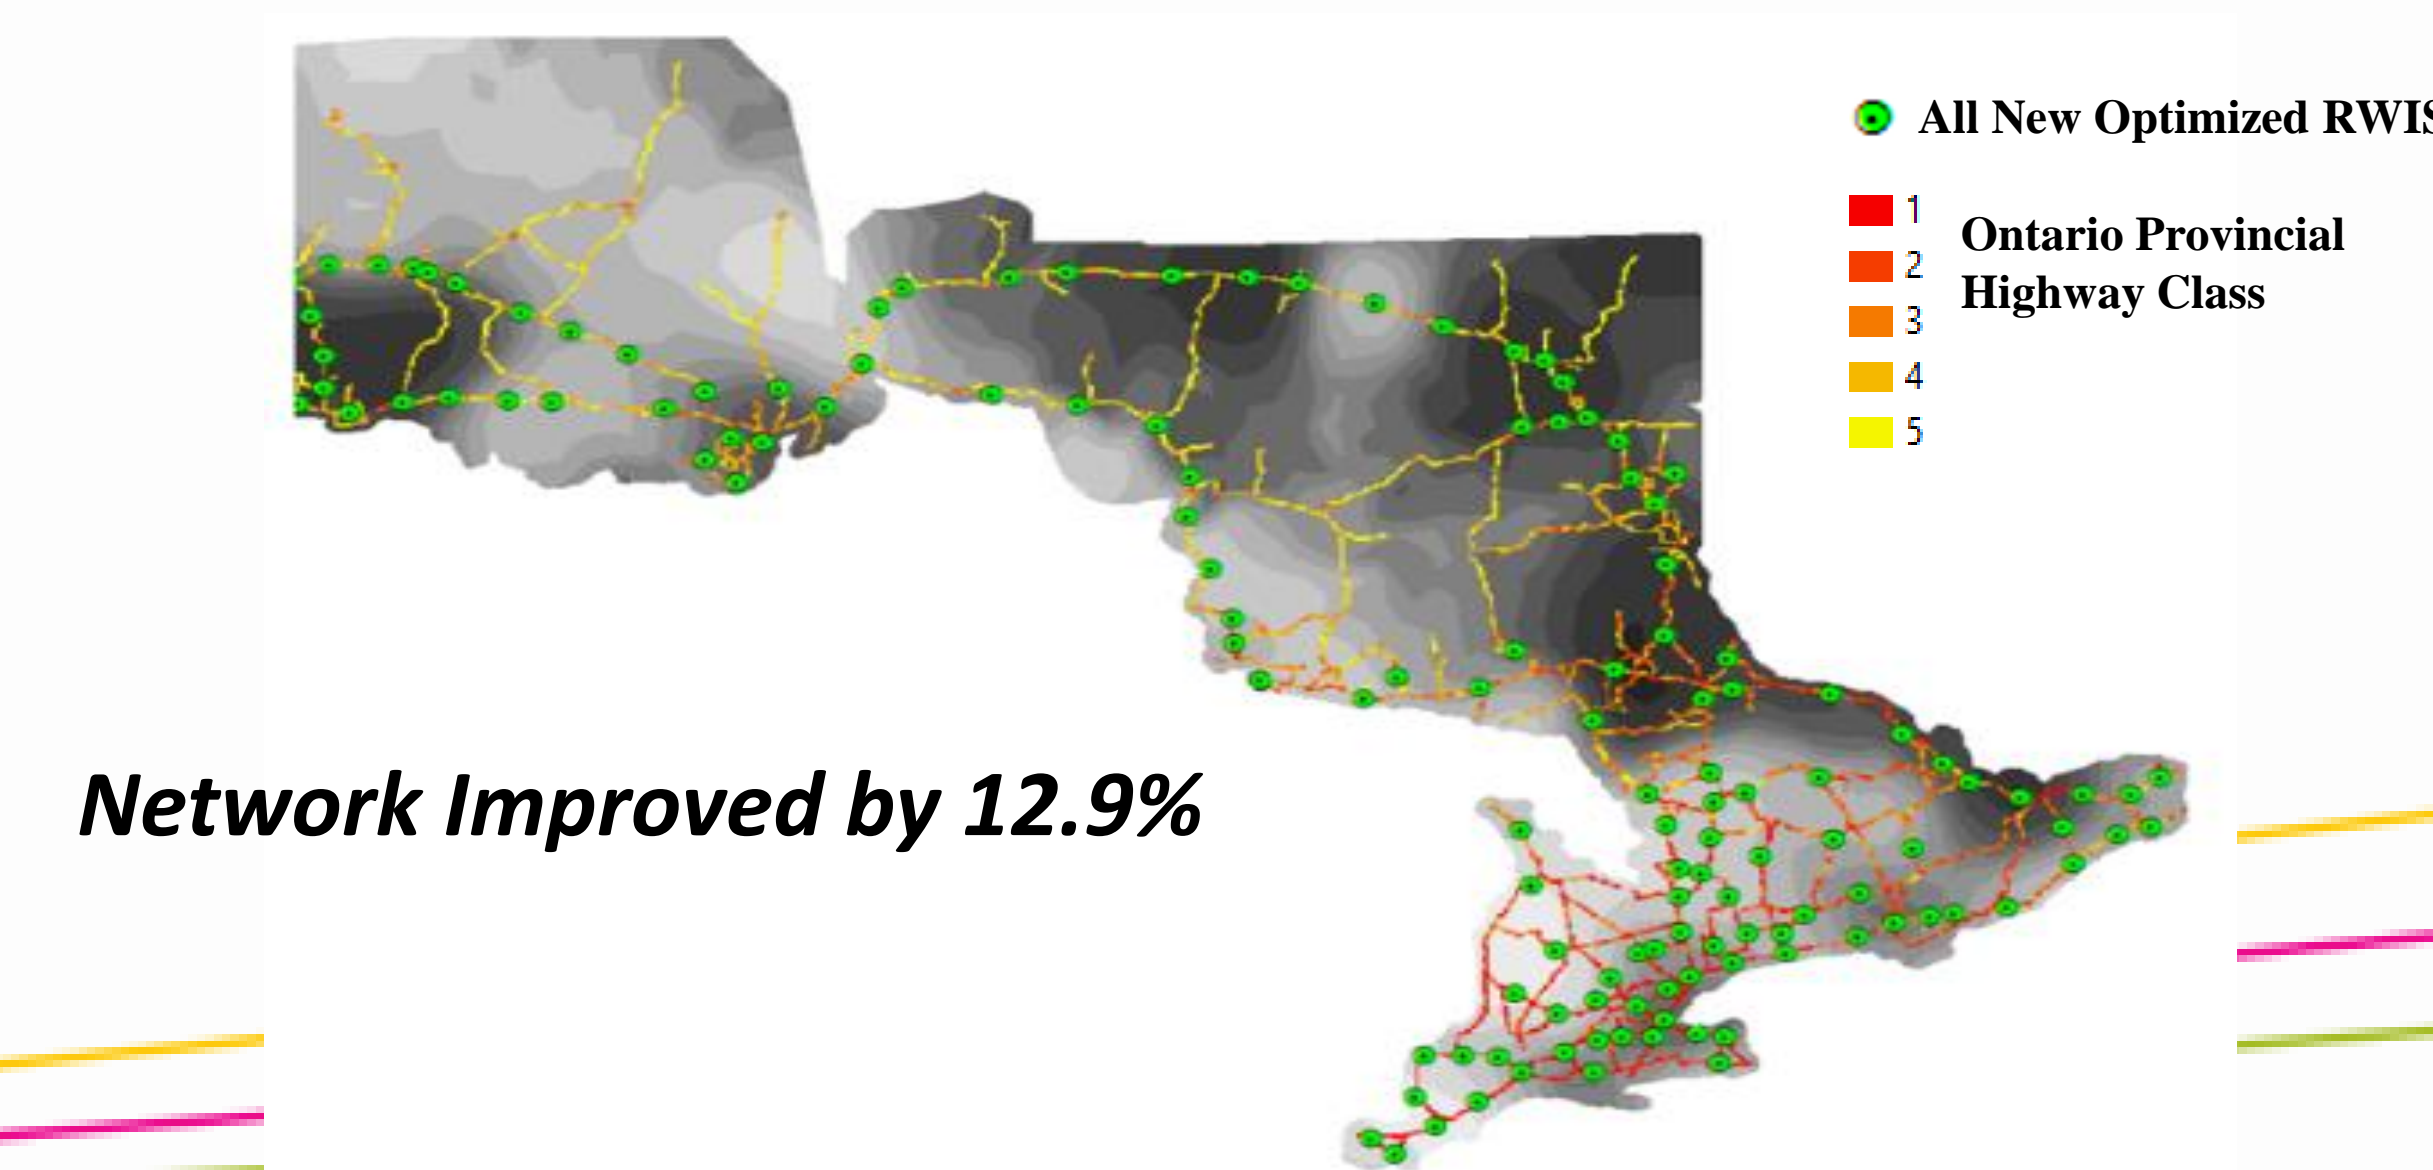 All New Optimized RWIS
1
2
3
4
5
Ontario Provincial
Highway Class
Network Improved by 12.9%